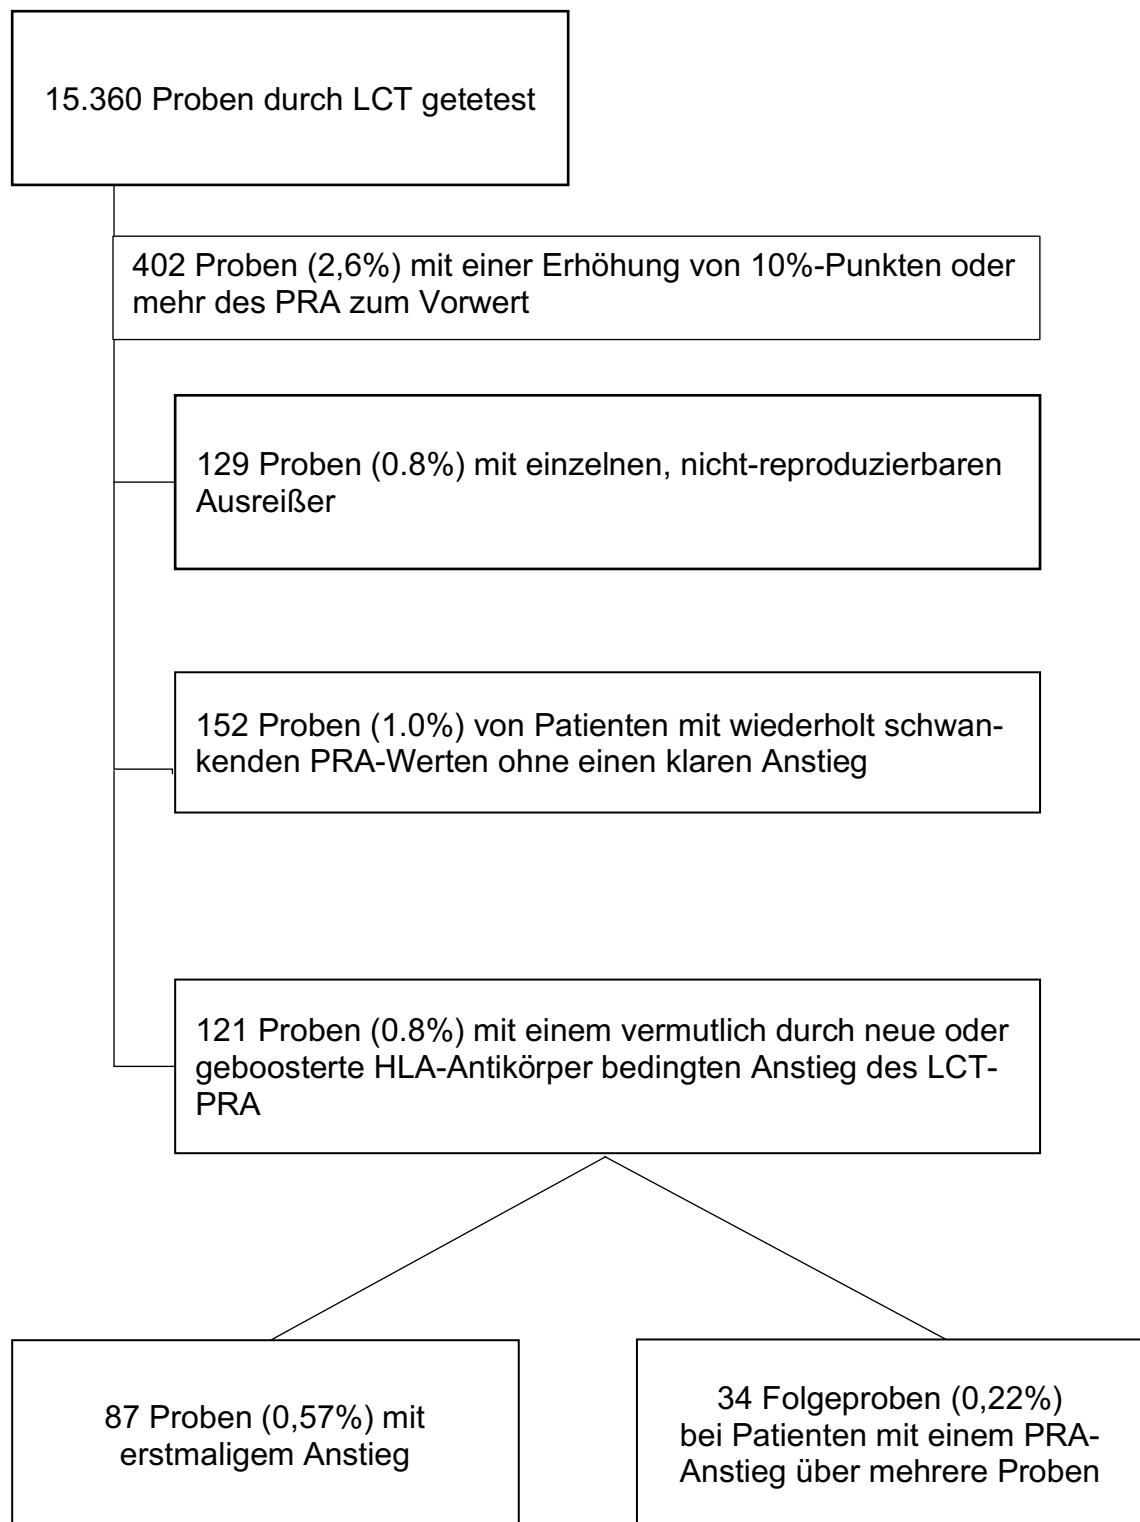 15.360 Proben durch LCT getetest
402 Proben (2,6%) mit einer Erhöhung von 10%-Punkten oder
mehr des PRA zum Vorwert
129 Proben (0.8%) mit einzelnen, nicht-reproduzierbaren
Ausreißer
152 Proben (1.0%) von Patienten mit wiederholt schwan-
kenden PRA-Werten ohne einen klaren Anstieg
121 Proben (0.8%) mit einem vermutlich durch neue oder
geboosterte HLA-Antikörper bedingten Anstieg des LCT-
PRA
87 Proben (0,57%) mit
erstmaligem Anstieg
34 Folgeproben (0,22%)
bei Patienten mit einem PRA-
Anstieg über mehrere Proben